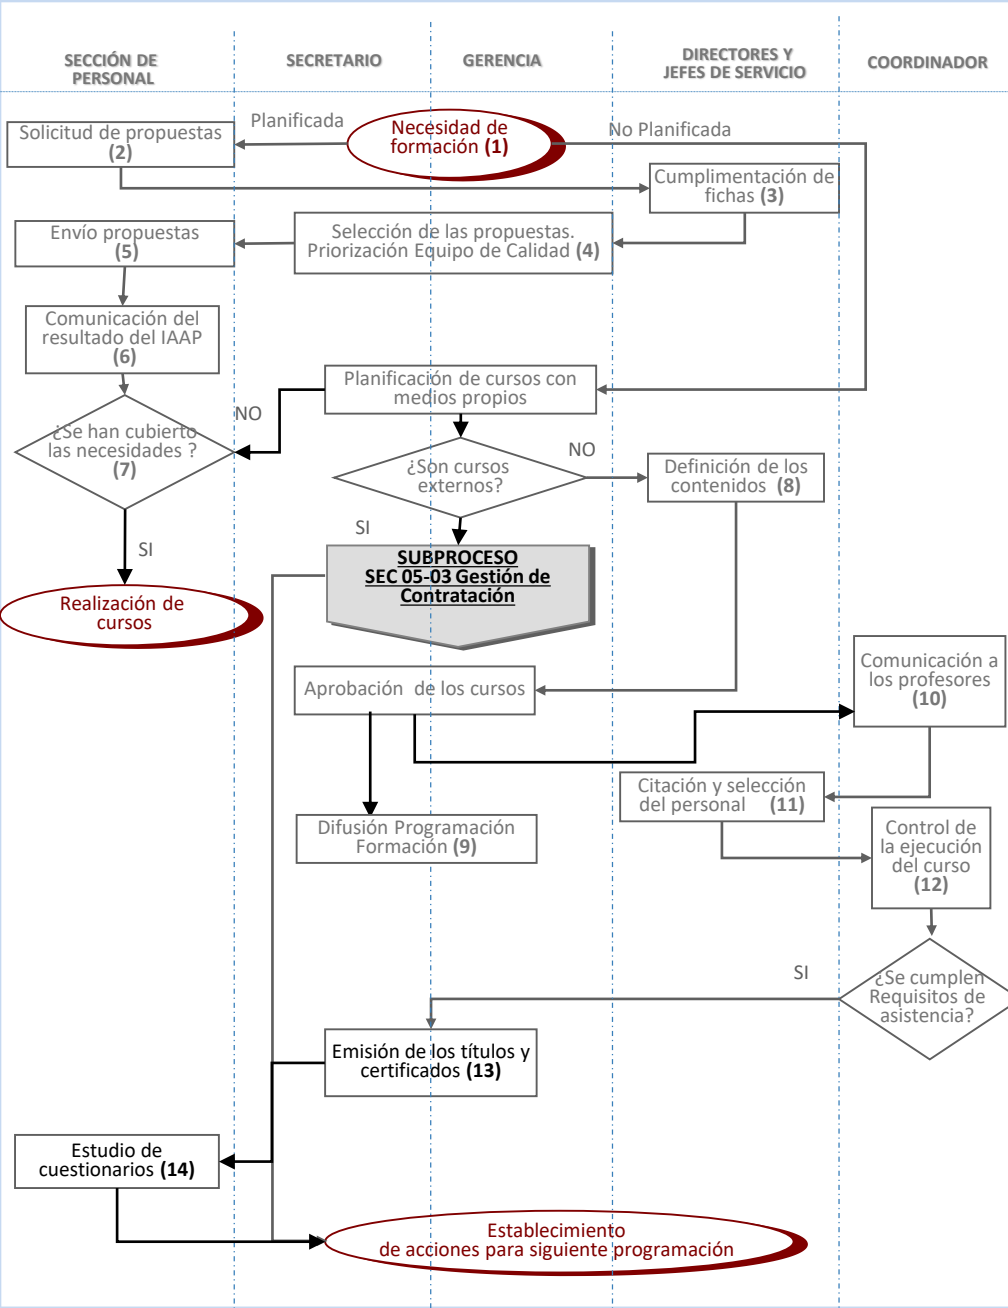 SECCIÓN DE
PERSONAL
SECRETARIO
GERENCIA
DIRECTORES Y
JEFES DE SERVICIO
COORDINADOR
Planificada
Necesidad de
formación (1)
No Planificada
Solicitud de propuestas
(2)
Cumplimentación de
fichas (3)
Envío propuestas
(5)
Selección de las propuestas.
Priorización Equipo de Calidad (4)
Comunicación del
resultado del IAAP
(6)
Planificación de cursos con
medios propios
NO
¿Se han cubierto
las necesidades ?
(7)
¿Son cursos
externos?
NO
Definición de los
contenidos (8)
SI
SI
SUBPROCESO
SEC 05-03 Gestión de
Contratación
Realización de
cursos
Comunicación a
los profesores
(10)
Aprobación de los cursos
Citación y selección
del personal (11)
Difusión Programación
Formación (9)
Control de
la ejecución
del curso
(12)
SI
¿Se cumplen
Requisitos de
asistencia?
Emisión de los títulos y
certificados (13)
Estudio de
cuestionarios (14)
Establecimiento
de acciones para siguiente programación